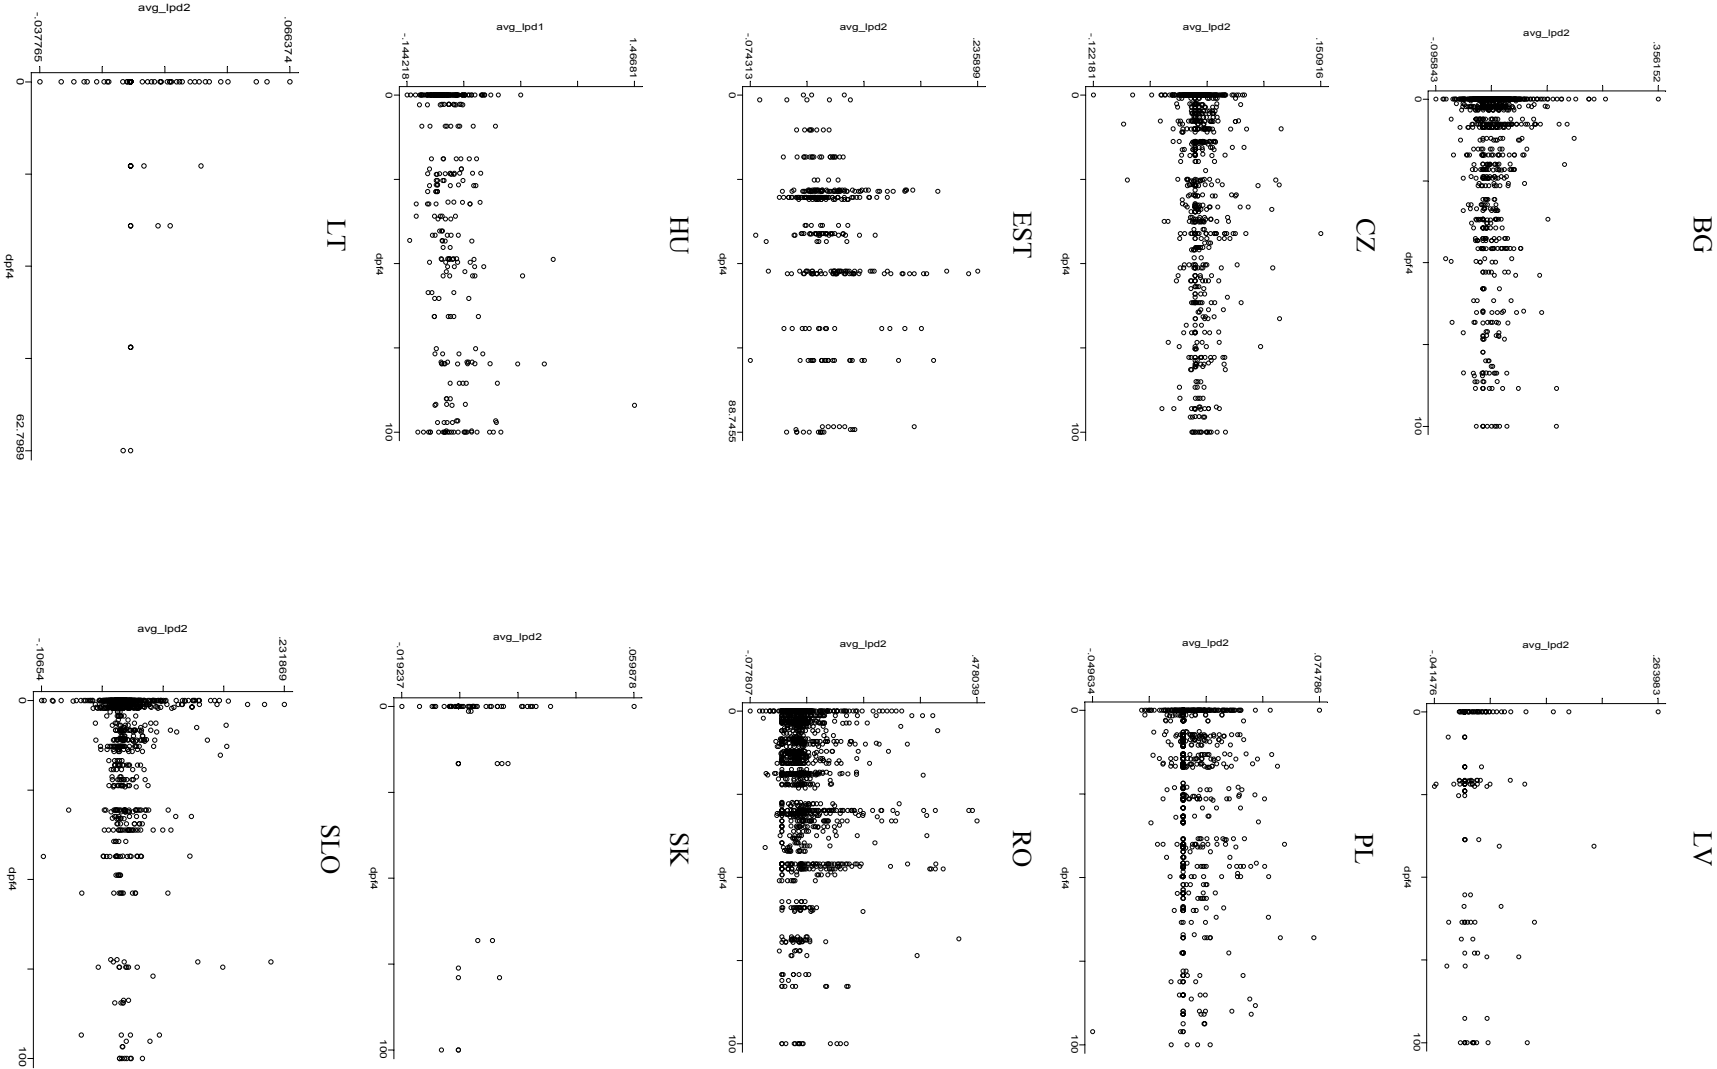 BG
avg_lpd2
.356152
-.095843
0
dpf4
100
LV
avg_lpd2
.263983
-.041476
0
dpf4
100
CZ
avg_lpd2
.150916
-.122181
0
dpf4
100
PL
avg_lpd2
.074786
-.049634
0
dpf4
100
EST
avg_lpd2
.235899
-.074313
0
dpf4
88.7455
RO
avg_lpd2
.478039
-.077807
0
dpf4
100
HU
avg_lpd1
1.46681
-.144218
0
dpf4
100
SK
avg_lpd2
.059878
-.019237
0
dpf4
100
LT
avg_lpd2
.066374
-.037765
0
dpf4
62.7989
SLO
avg_lpd2
.231869
-.10654
0
dpf4
100